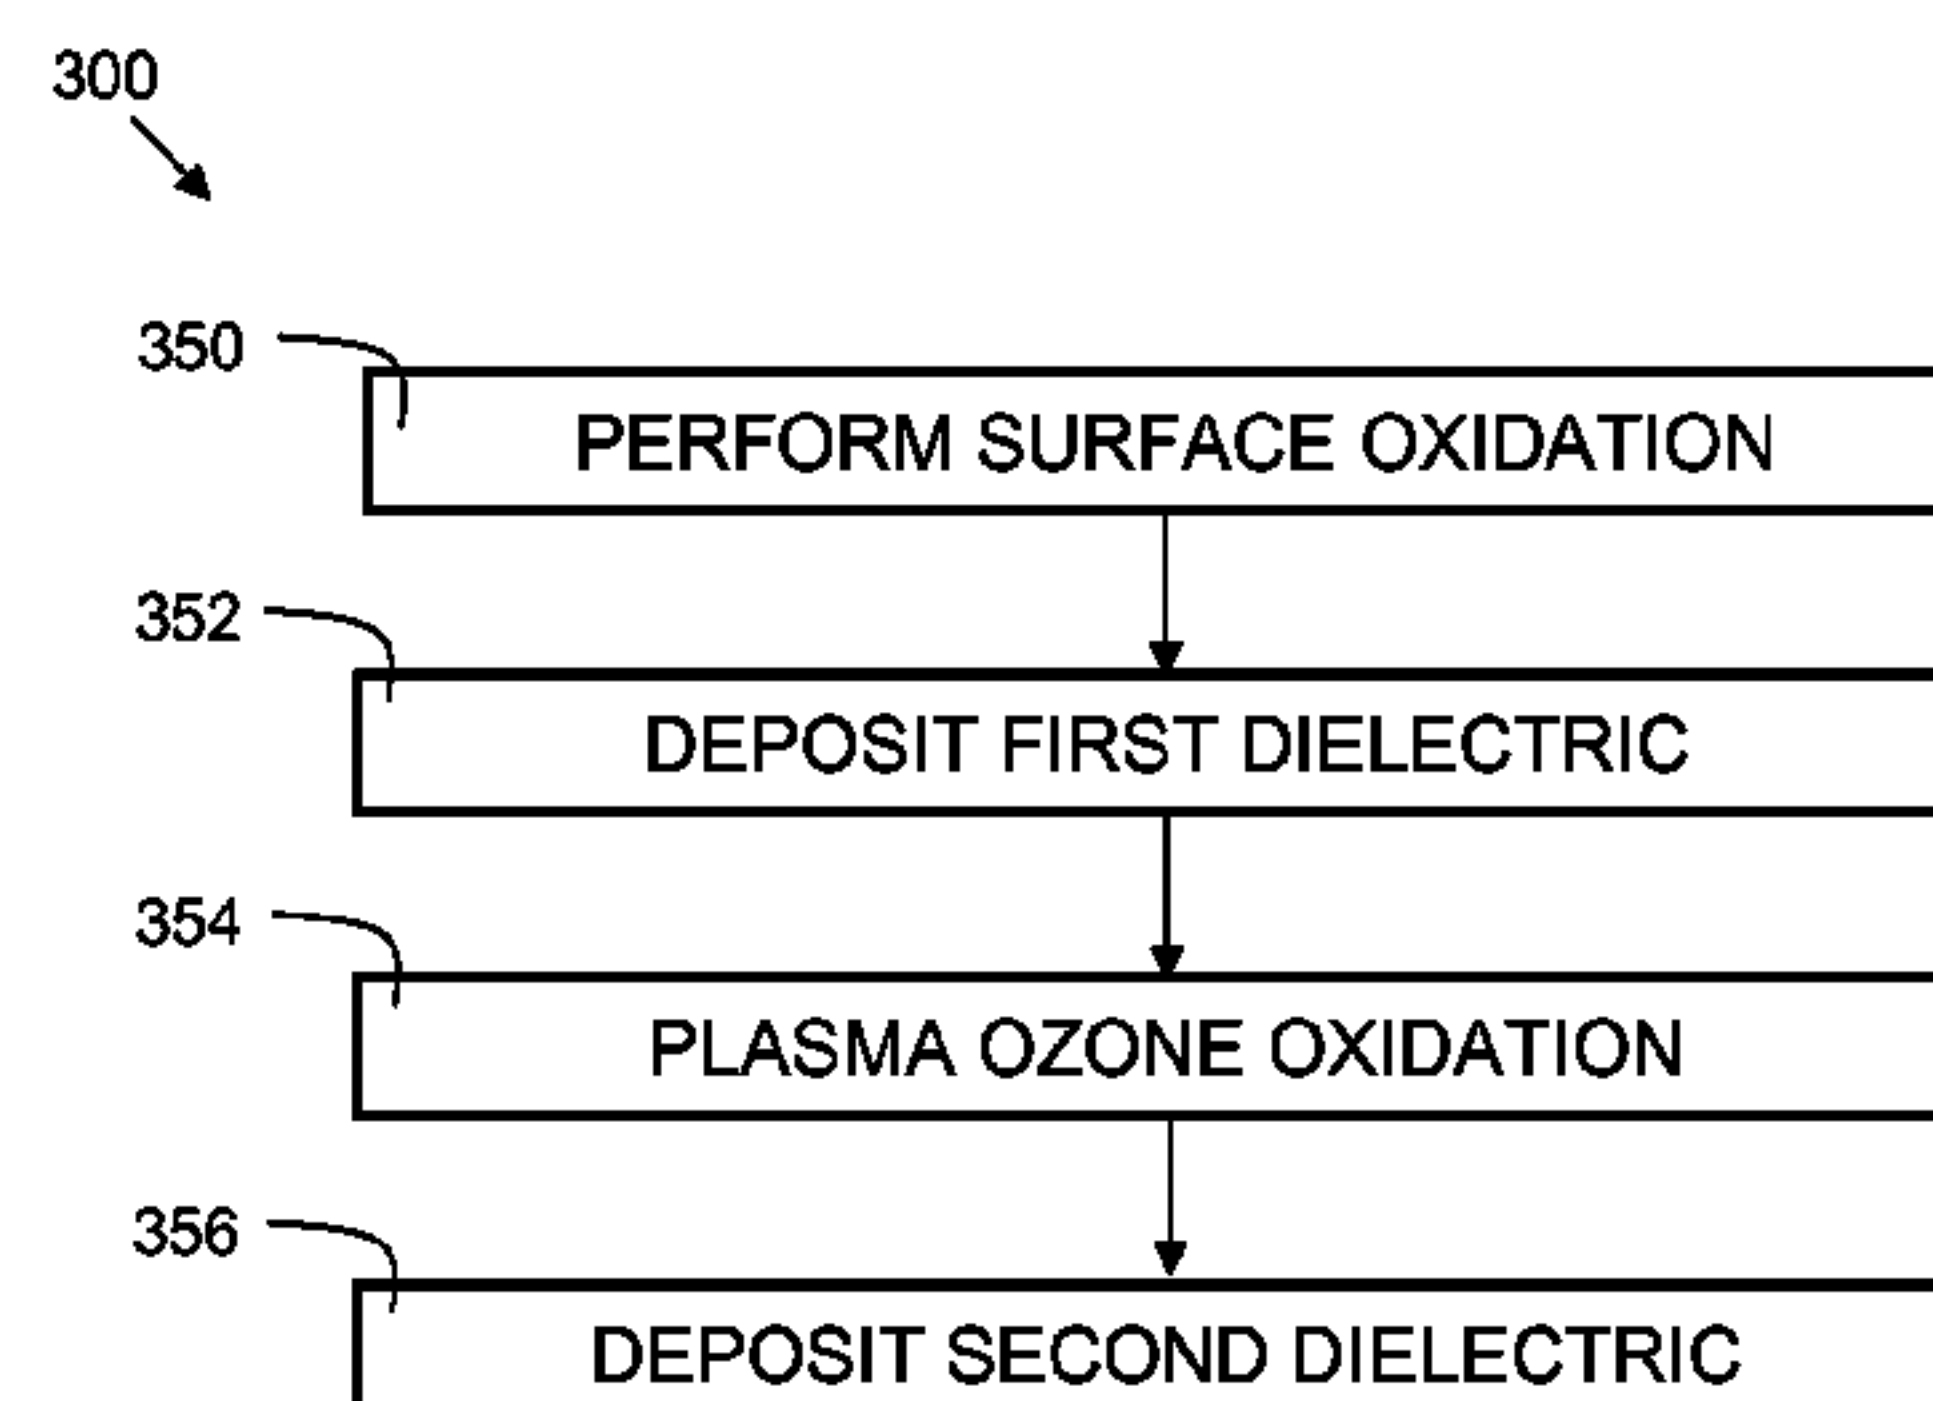 300
350
PERFORM SURFACE OXIDATION
352
DEPOSIT FIRST DIELECTRIC
354
PLASMA OZONE OXIDATION
356
DEPOSIT SECOND DIELECTRIC